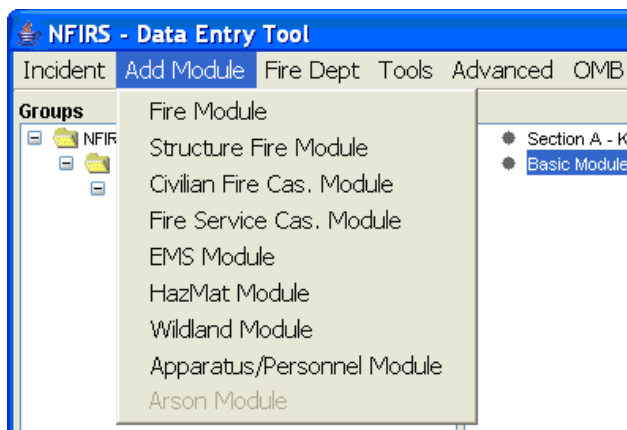 NFIRS - Data Entry Tool
Incident Add Module Fire Dept Tools Advanced OMB
Groups
NFIR
Section A - K
Basic Module
Fire Module
Structure Fire Module
Civilian Fire Cas. Module
Fire Service Cas. Module
EMS Module
HazMat Module
Wildland Module
Apparatus/Personnel Module
Arson Module